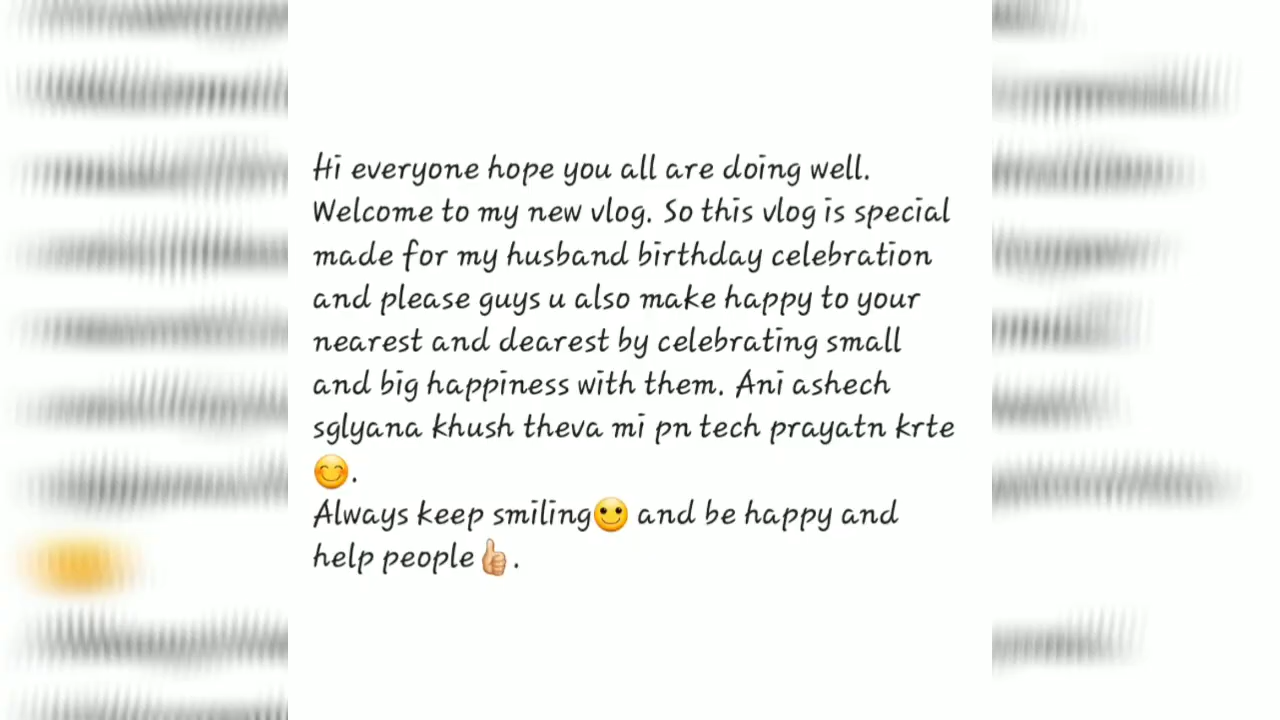 Hi everyone hope you all are doing well.
Welcome to my new vlog. So this vlog is special
made for my husband birthday celebration
and please guys u also make happy to your
nearest and dearest by celebrating small
and big happiness with them. Ani ashech
sglyana khush theva mi pn tech prayatn krte
😊.
Always keep smiling🙂 and be happy and
help people👍🏼.